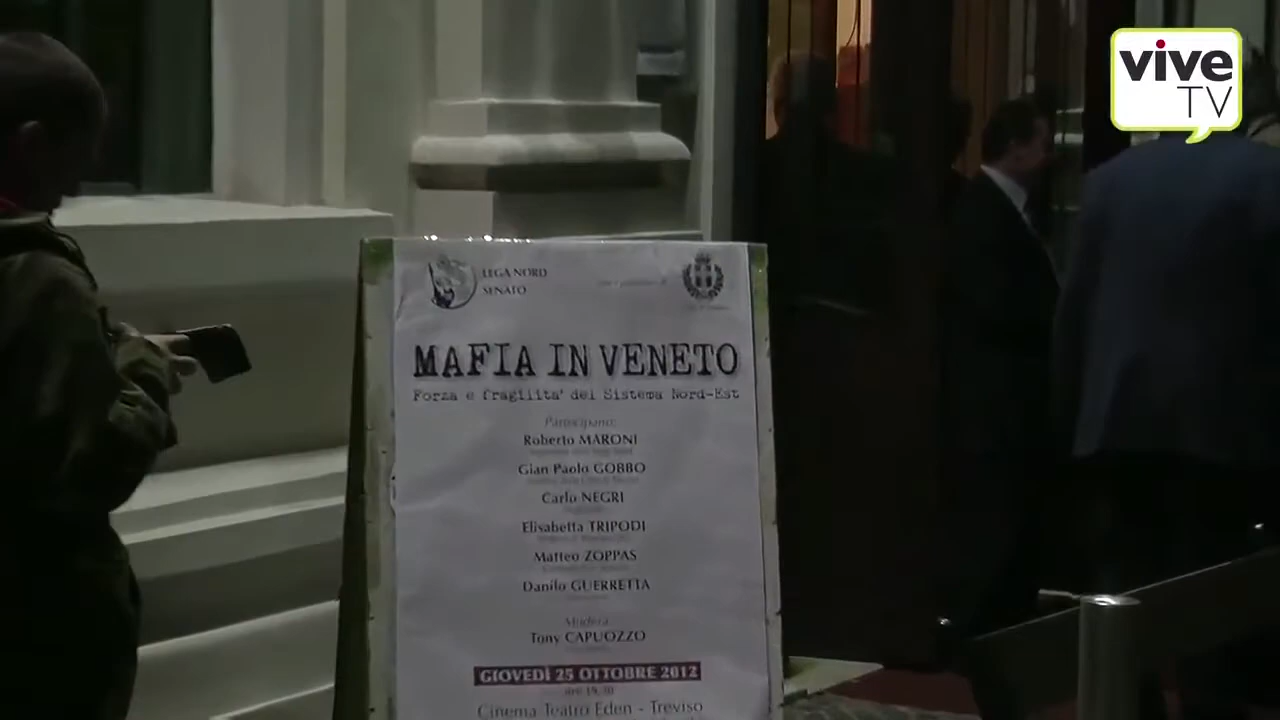 vive
TV
LEGA NORD
SENATO
MAFIA IN VENETO
Forza e fragilita' del Sistema Nord-Est
Partecipano:
Roberto MARONI
Gian Paolo GOBBO
Carlo NEGRI
Elisabetta TRIPODI
Matteo ZOPPAS
Danilo GUERRETTA
Modera
Tony CAPUOZZO
GIOVEDÌ 25 OTTOBRE 2012
Cinema Teatro Eden - Treviso